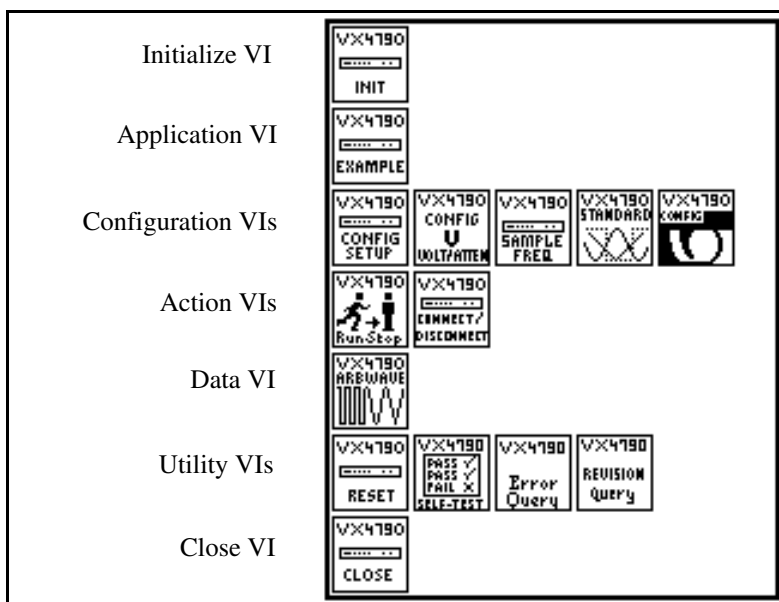 Initialize VI
VX4790
INIT
Application VI
VX4790
EXAMPLE
Configuration VIs
VX4790
CONFIG
SETUP
VX4790
CONFIG
V
VOLT/ATTEN
VX4790
SAMPLE
FREQ
VX4790
STANDARD
VX4790
CONFIG
Action VIs
VX4790
Run-Stop
VX4790
CONNECT/
DISCONNECT
Data VI
VX4790
ARBWAVE
Utility VIs
VX4790
RESET
VX4790
PASS ✓
PASS ✓
FAIL X
SELF-TEST
VX4790
Error
Query
VX4790
REVISION
Query
Close VI
VX4790
CLOSE